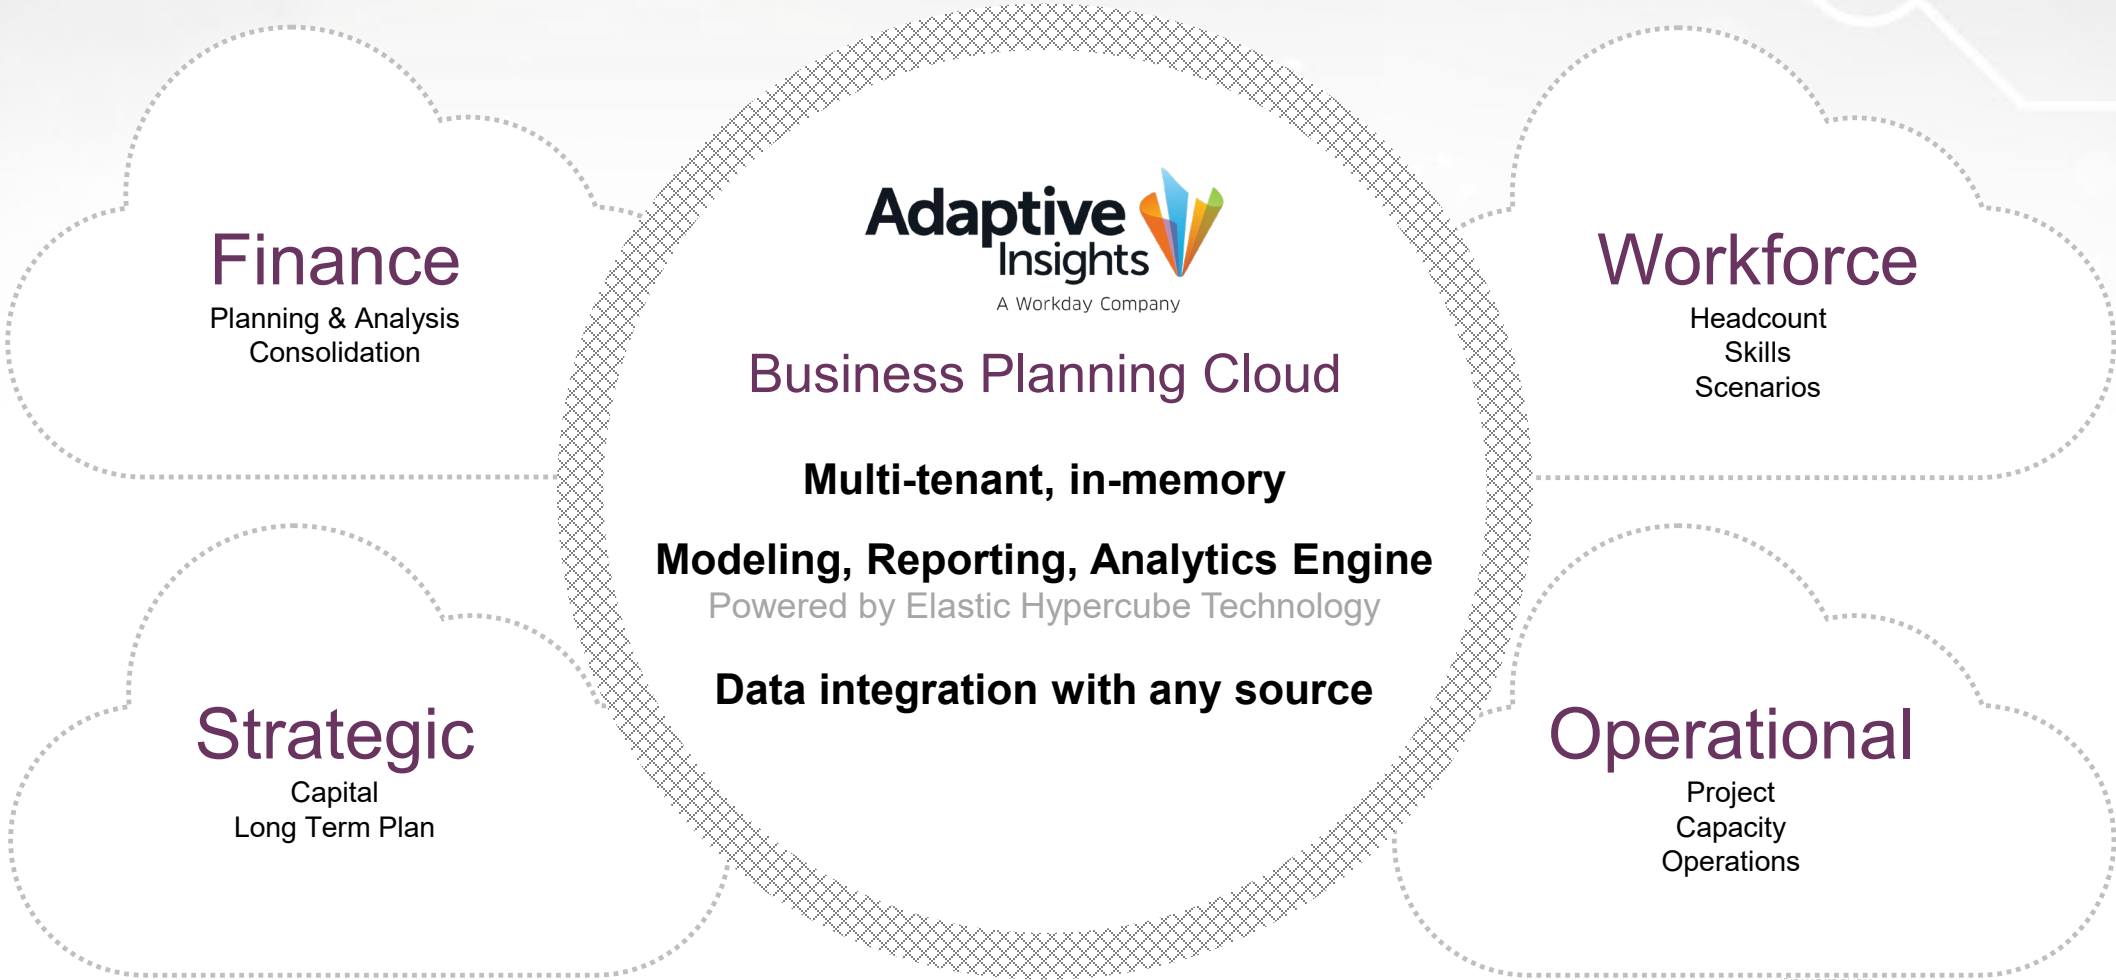 Finance
Planning & Analysis
Consolidation
Adaptive
Insights
A Workday Company
Business Planning Cloud
Multi-tenant, in-memory
Modeling, Reporting, Analytics Engine
Powered by Elastic Hypercube Technology
Data integration with any source
Workforce
Headcount
Skills
Scenarios
Strategic
Capital
Long Term Plan
Operational
Project
Capacity
Operations